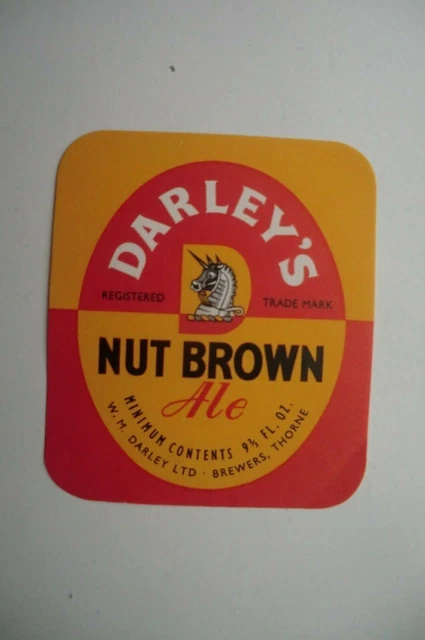 DARLEY'S
D
REGISTERED TRADE MARK
NUT BROWN
Ale
MINIMUM CONTENTS 9⅔ FL. OZ.
W. M. DARLEY LTD · BREWERS, THORNE